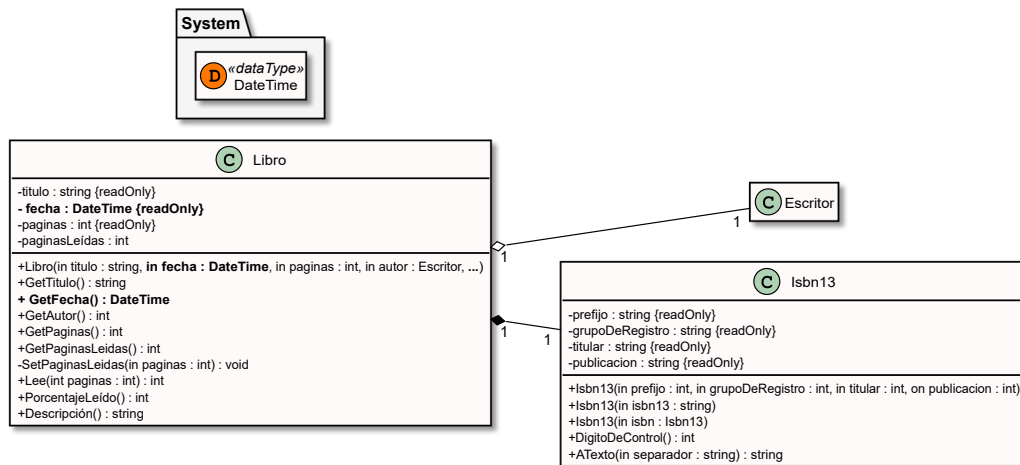 System
D «dataType»
DateTime
C Libro
-titulo : string {readOnly}
- fecha : DateTime {readOnly}
-paginas : int {readOnly}
-paginasLeídas : int
+Libro(in titulo : string, in fecha : DateTime, in paginas : int, in autor : Escritor, ...)
+GetTitulo() : string
+ GetFecha() : DateTime
+GetAutor() : int
+GetPaginas() : int
+GetPaginasLeidas() : int
-SetPaginasLeidas(in paginas : int) : void
+Lee(int paginas : int) : int
+PorcentajeLeído() : int
+Descripción() : string
1
1
C Escritor
1
1
C Isbn13
-prefijo : string {readOnly}
-grupoDeRegistro : string {readOnly}
-titular : string {readOnly}
-publicacion : string {readOnly}
+Isbn13(in prefijo : int, in grupoDeRegistro : int, in titular : int, on publicacion : int)
+Isbn13(in isbn13 : string)
+Isbn13(in isbn : Isbn13)
+DigitoDeControl() : int
+ATexto(in separador : string) : string